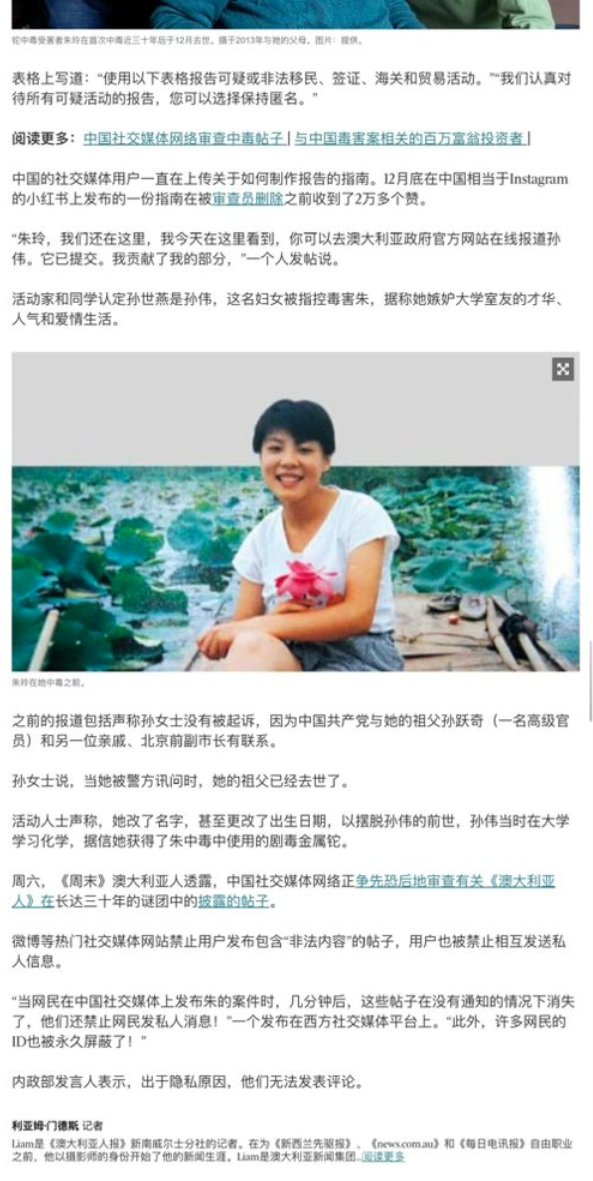 铊中毒受害者朱玲在首次中毒近三十年后于12月去世。摄于2013年与她的父母。图片：提供。
表格上写道：“使用以下表格报告可疑或非法移民、签证、海关和贸易活动。”“我们认真对
待所有可疑活动的报告，您可以选择保持匿名。”
阅读更多：中国社交媒体网络审查中毒帖子 | 与中国毒害案相关的百万富翁投资者 |
中国的社交媒体用户一直在上传关于如何制作报告的指南。12月底在中国相当于Instagram
的小红书上发布的一份指南在被审查员删除之前收到了2万多个赞。
“朱玲，我们还在这里，我今天在这里看到，你可以去澳大利亚政府官方网站在线报道孙
伟。它已提交。我贡献了我的部分，”一个人发帖说。
活动家和同学认定孙世燕是孙伟，这名妇女被指控毒害朱，据称她嫉妒大学室友的才华、
人气和爱情生活。
朱玲在她中毒之前。
之前的报道包括声称孙女士没有被起诉，因为中国共产党与她的祖父孙跃奇（一名高级官
员）和另一位亲戚、北京前副市长有联系。
孙女士说，当她被警方讯问时，她的祖父已经去世了。
活动人士声称，她改了名字，甚至更改了出生日期，以摆脱孙伟的前世，孙伟当时在大学
学习化学，据信她获得了朱中毒中使用的剧毒金属铊。
周六，《周末》澳大利亚人透露，中国社交媒体网络正争先恐后地审查有关《澳大利亚
人》在长达三十年的谜团中的披露的帖子。
微博等热门社交媒体网站禁止用户发布包含“非法内容”的帖子，用户也被禁止相互发送私
人信息。
“当网民在中国社交媒体上发布朱的案件时，几分钟后，这些帖子在没有通知的情况下消失
了，他们还禁止网民发私人消息！”一个发布在西方社交媒体平台上。“此外，许多网民的
ID也被永久屏蔽了！”
内政部发言人表示，出于隐私原因，他们无法发表评论。
利亚姆·门德斯 记者
Liam是《澳大利亚人报》新南威尔士分社的记者。在为《新西兰先驱报》、《news.com.au》和《每日电讯报》自由职业
之前，他以摄影师的身份开始了他的新闻生涯。Liam是澳大利亚新闻集团...阅读更多